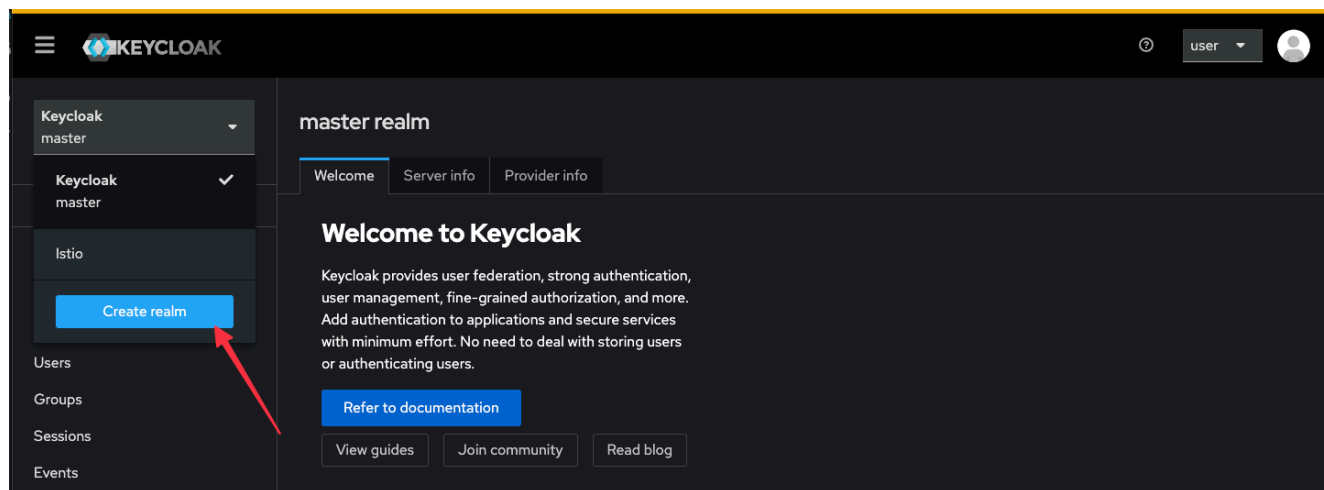 KEYCLOAK
user
Keycloak
master
Keycloak
master
Istio
Create realm
Users
Groups
Sessions
Events
master realm
Welcome
Server info
Provider info
Welcome to Keycloak
Keycloak provides user federation, strong authentication,
user management, fine-grained authorization, and more.
Add authentication to applications and secure services
with minimum effort. No need to deal with storing users
or authenticating users.
Refer to documentation
View guides
Join community
Read blog